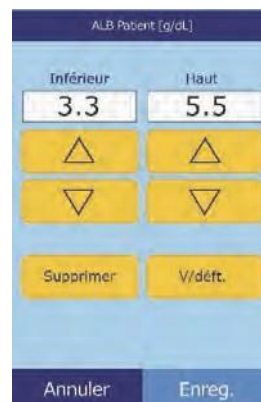 ALB Patient [g/dL]
Inférieur Haut
3.3 5.5
Supprimer V/déft.
Annuler Enreg.